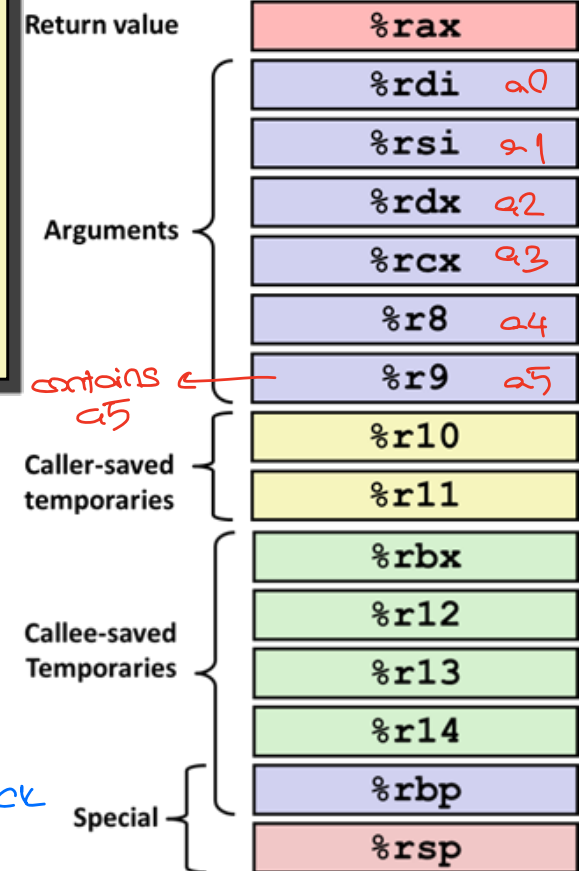 Return value %rax
%rdi a0
%rsi a1
Arguments %rdx a2
%rcx a3
%r8 a4
contains %r9 a5
a5
%r10
Caller-saved
temporaries %r11
%rbx
Callee-saved %r12
Temporaries %r13
%r14
ck %rbp
Special
%rsp